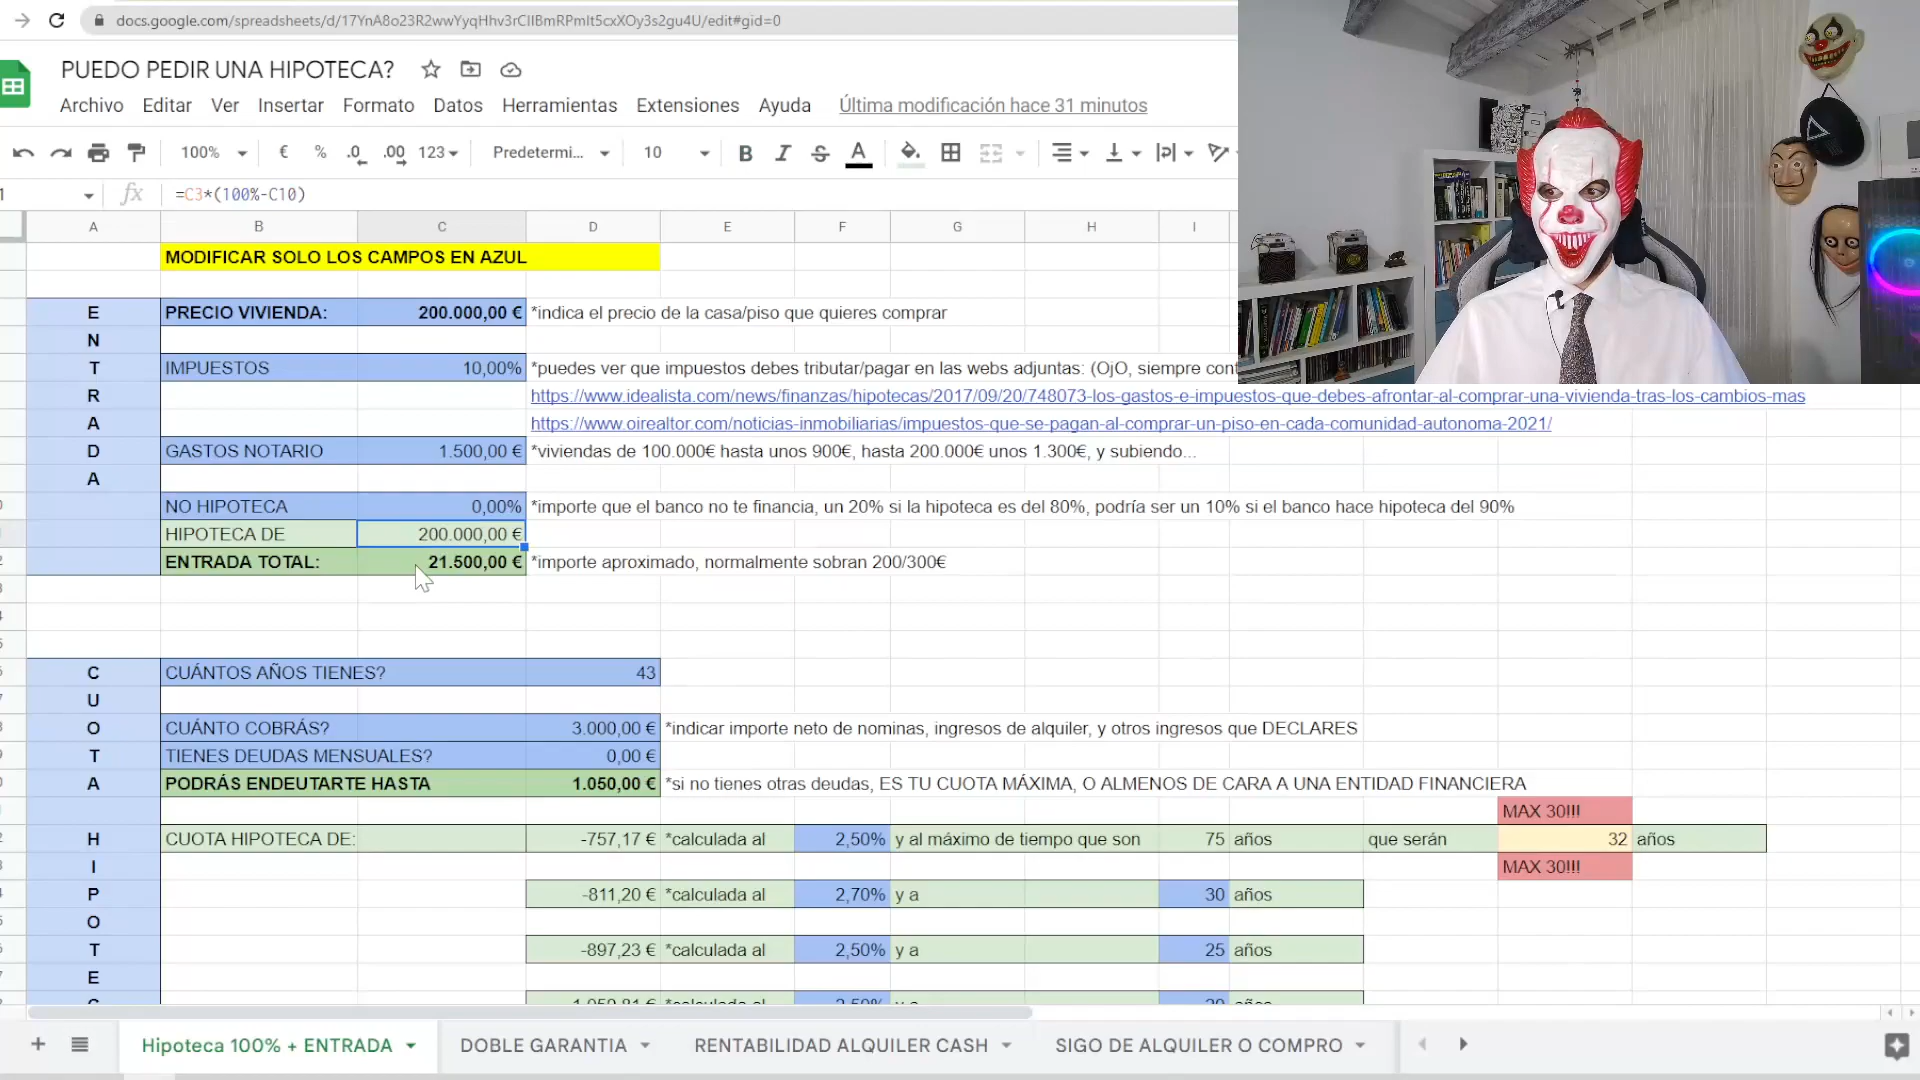 docs.google.com/spreadsheets/d/17YnA8o23R2wwYyqHhv3rCIIBmRPmIt5cxXOy3s2gu4U/edit#gid=0
PUEDO PEDIR UNA HIPOTECA?
Archivo Editar Ver Insertar Formato Datos Herramientas Extensiones Ayuda Última modificación hace 31 minutos
100% € % .0 .00 123 Predetermi... 10 B I S A
fx =C3*(100%-C10)
A B C D E F G H I
MODIFICAR SOLO LOS CAMPOS EN AZUL
E PRECIO VIVIENDA: 200.000,00 € *indica el precio de la casa/piso que quieres comprar
N
T IMPUESTOS 10,00% *puedes ver que impuestos debes tributar/pagar en las webs adjuntas: (OjO, siempre cont
R https://www.idealista.com/news/finanzas/hipotecas/2017/09/20/748073-los-gastos-e-impuestos-que-debes-afrontar-al-comprar-una-vivienda-tras-los-cambios-mas
A https://www.oirealtor.com/noticias-inmobiliarias/impuestos-que-se-pagan-al-comprar-un-piso-en-cada-comunidad-autonoma-2021/
D GASTOS NOTARIO 1.500,00 € *viviendas de 100.000€ hasta unos 900€, hasta 200.000€ unos 1.300€, y subiendo...
A
NO HIPOTECA 0,00% *importe que el banco no te financia, un 20% si la hipoteca es del 80%, podría ser un 10% si el banco hace hipoteca del 90%
HIPOTECA DE 200.000,00 €
ENTRADA TOTAL: 21.500,00 € *importe aproximado, normalmente sobran 200/300€
C CUÁNTOS AÑOS TIENES? 43
U
O CUÁNTO COBRÁS? 3.000,00 € *indicar importe neto de nominas, ingresos de alquiler, y otros ingresos que DECLARES
T TIENES DEUDAS MENSUALES? 0,00 €
A PODRÁS ENDEUTARTE HASTA 1.050,00 € *si no tienes otras deudas, ES TU CUOTA MÁXIMA, O ALMENOS DE CARA A UNA ENTIDAD FINANCIERA
MAX 30!!!
H CUOTA HIPOTECA DE: -757,17 € *calculada al 2,50% y al máximo de tiempo que son 75 años que serán 32 años
I MAX 30!!!
P -811,20 € *calculada al 2,70% y a 30 años
O
T -897,23 € *calculada al 2,50% y a 25 años
E
Hipoteca 100% + ENTRADA DOBLE GARANTIA RENTABILIDAD ALQUILER CASH SIGO DE ALQUILER O COMPRO